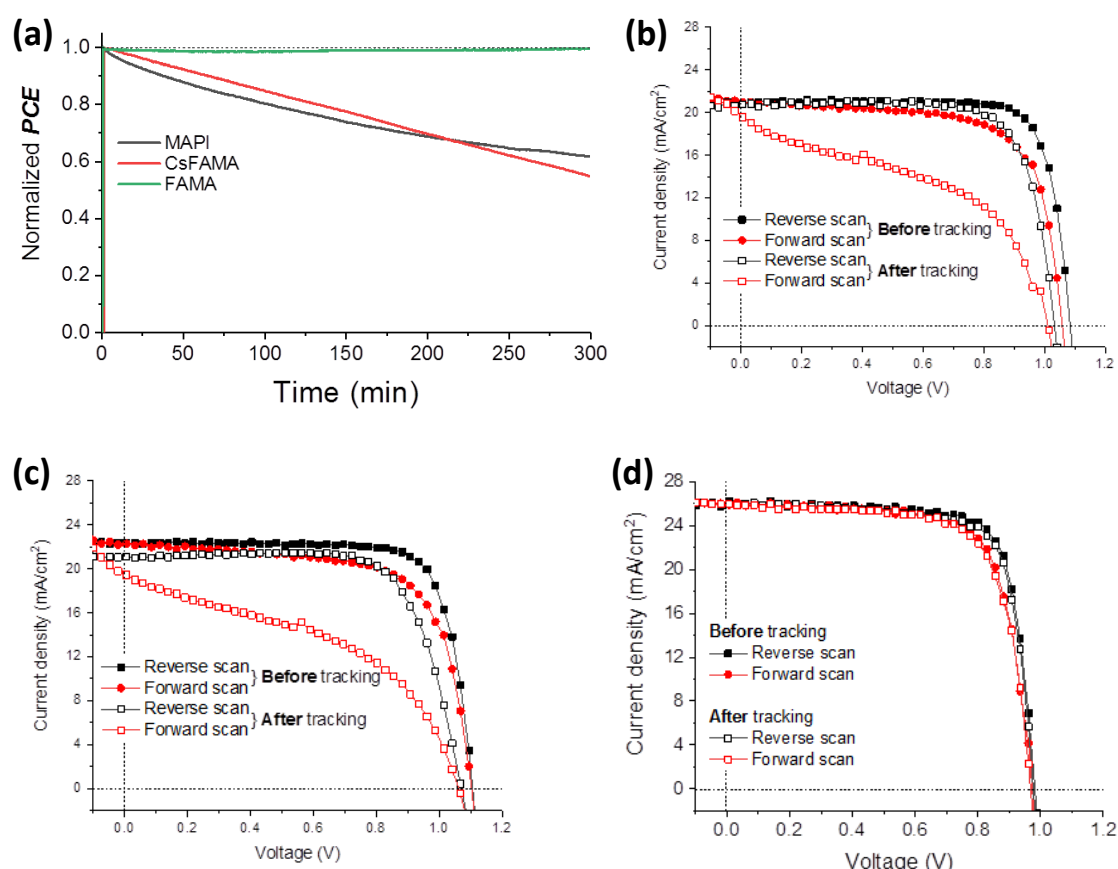 (a)
1.0
0.8
0.6
0.4
0.2
0.0
Normalized PCE
MAPI
CsFAMA
FAMA
0 50 100 150 200 250 300
Time (min)
(b)
28
24
20
16
12
8
4
0
Current density (mA/cm²)
Reverse scan
Forward scan } Before tracking
Reverse scan
Forward scan } After tracking
0.0 0.2 0.4 0.6 0.8 1.0 1.2
Voltage (V)
(c)
28
24
20
16
12
8
4
0
Current density (mA/cm²)
Reverse scan
Forward scan } Before tracking
Reverse scan
Forward scan } After tracking
0.0 0.2 0.4 0.6 0.8 1.0 1.2
Voltage (V)
(d)
28
24
20
16
12
8
4
0
Current density (mA/cm²)
Before tracking
Reverse scan
Forward scan
After tracking
Reverse scan
Forward scan
0.0 0.2 0.4 0.6 0.8 1.0 1.2
Voltage (V)